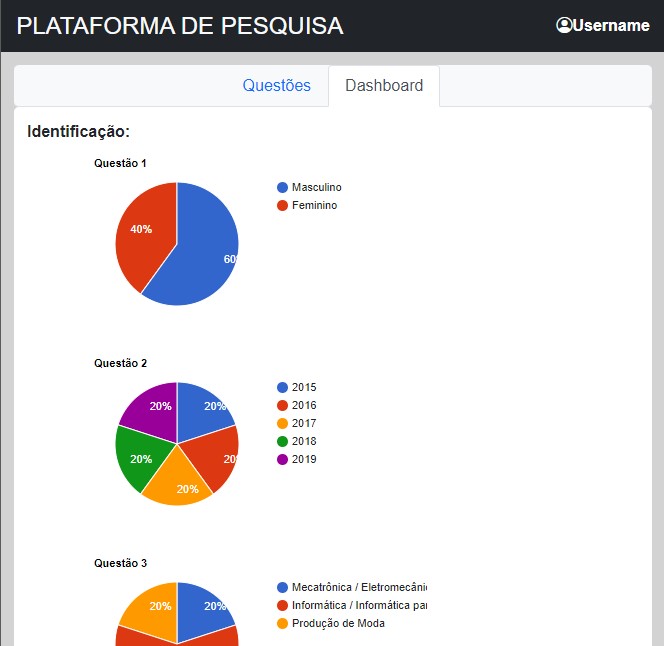 PLATAFORMA DE PESQUISA
Username
Questões
Dashboard
Identificação:
Questão 1
Masculino
Feminino
40%
60
Questão 2
2015
2016
2017
2018
2019
20%
20%
20%
20
20%
Questão 3
Mecatrônica / Eletromecâni
Informática / Informática par
Produção de Moda
20%
20%